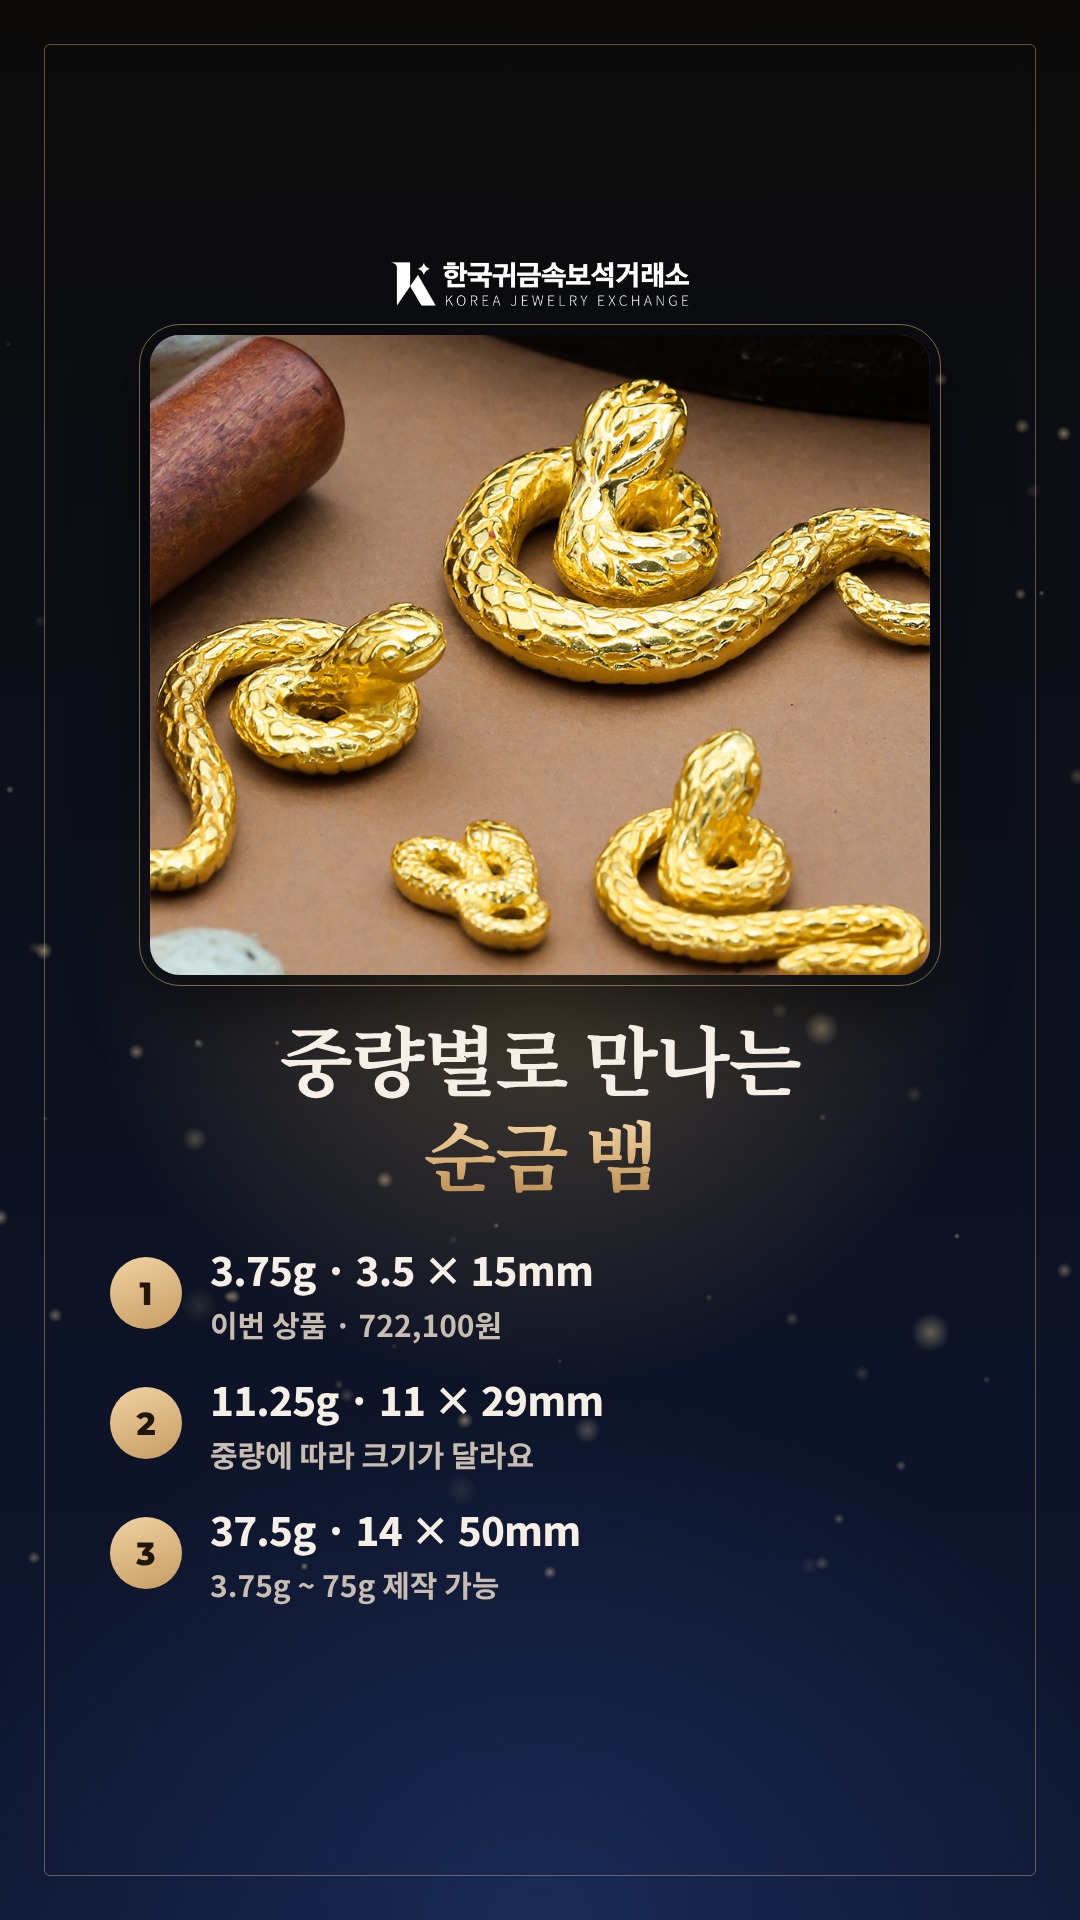 한국귀금속보석거래소
KOREA JEWELRY EXCHANGE
중량별로 만나는
순금 뱀
1
3.75g · 3.5 × 15mm
이번 상품 · 722,100원
2
11.25g · 11 × 29mm
중량에 따라 크기가 달라요
3
37.5g · 14 × 50mm
3.75g ~ 75g 제작 가능